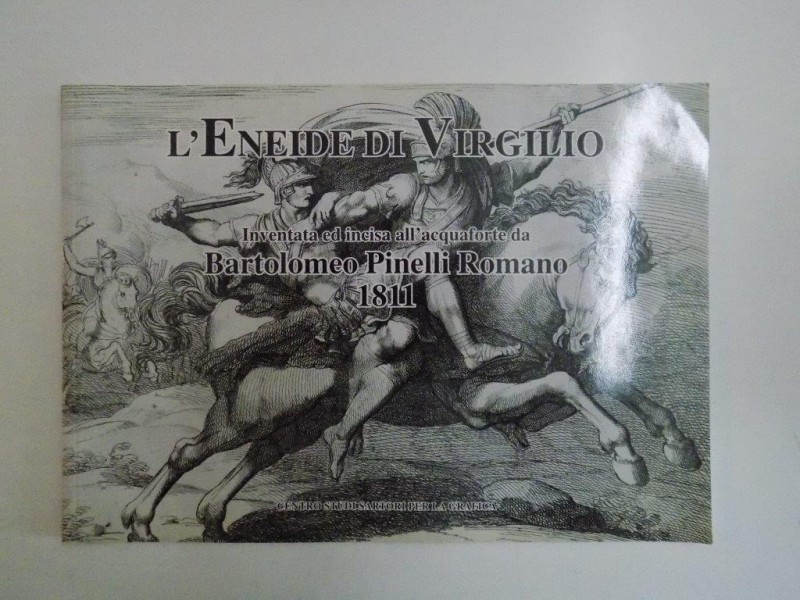 L'ENEIDE DI VIRGILIO
Inventata ed incisa all'acquaforte da
Bartolomeo Pinelli Romano
1811
CENTRO STUDI SARTORI PER LA GRAFICA